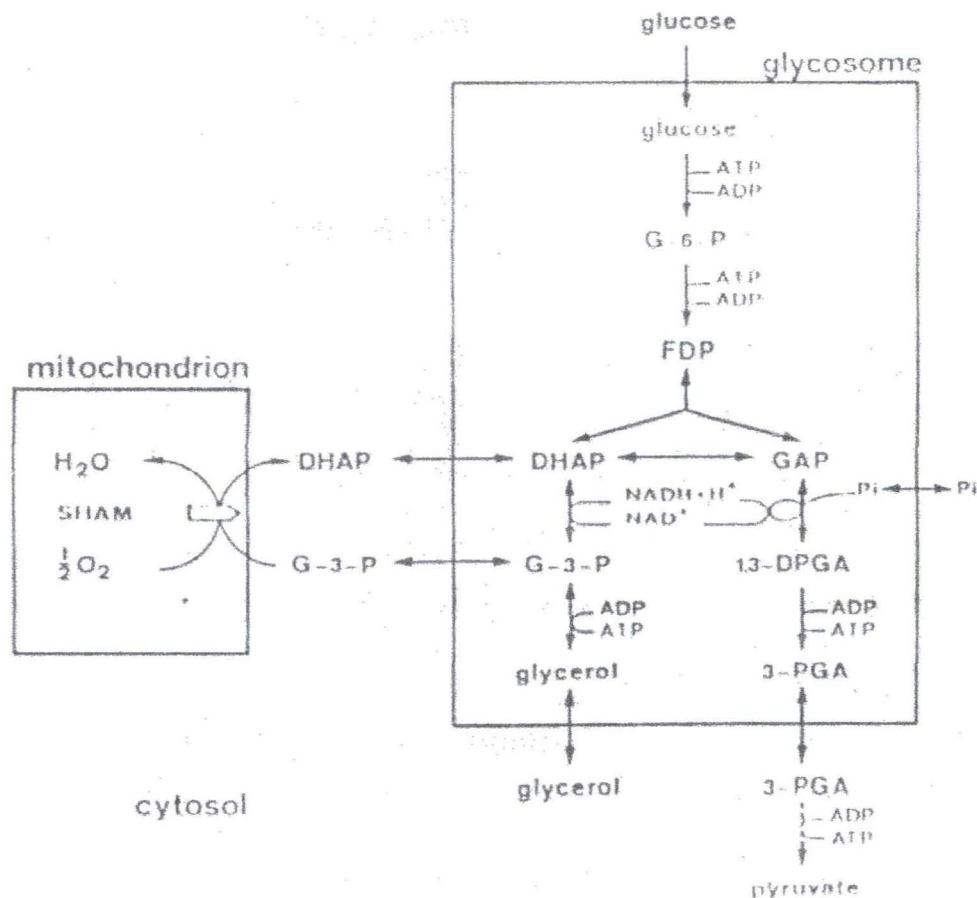 glucose
glycosome
glucose
ATP
ADP
G-6-P
ATP
ADP
FDP
mitochondrion
H₂O
DHAP
DHAP
GAP
SHAM
NADH+H⁺
NAD⁺
Pi
Pi
½O₂
G-3-P
G-3-P
1,3-DPGA
ADP
ATP
ADP
ATP
glycerol
3-PGA
cytosol
glycerol
3-PGA
ADP
ATP
pyruvate